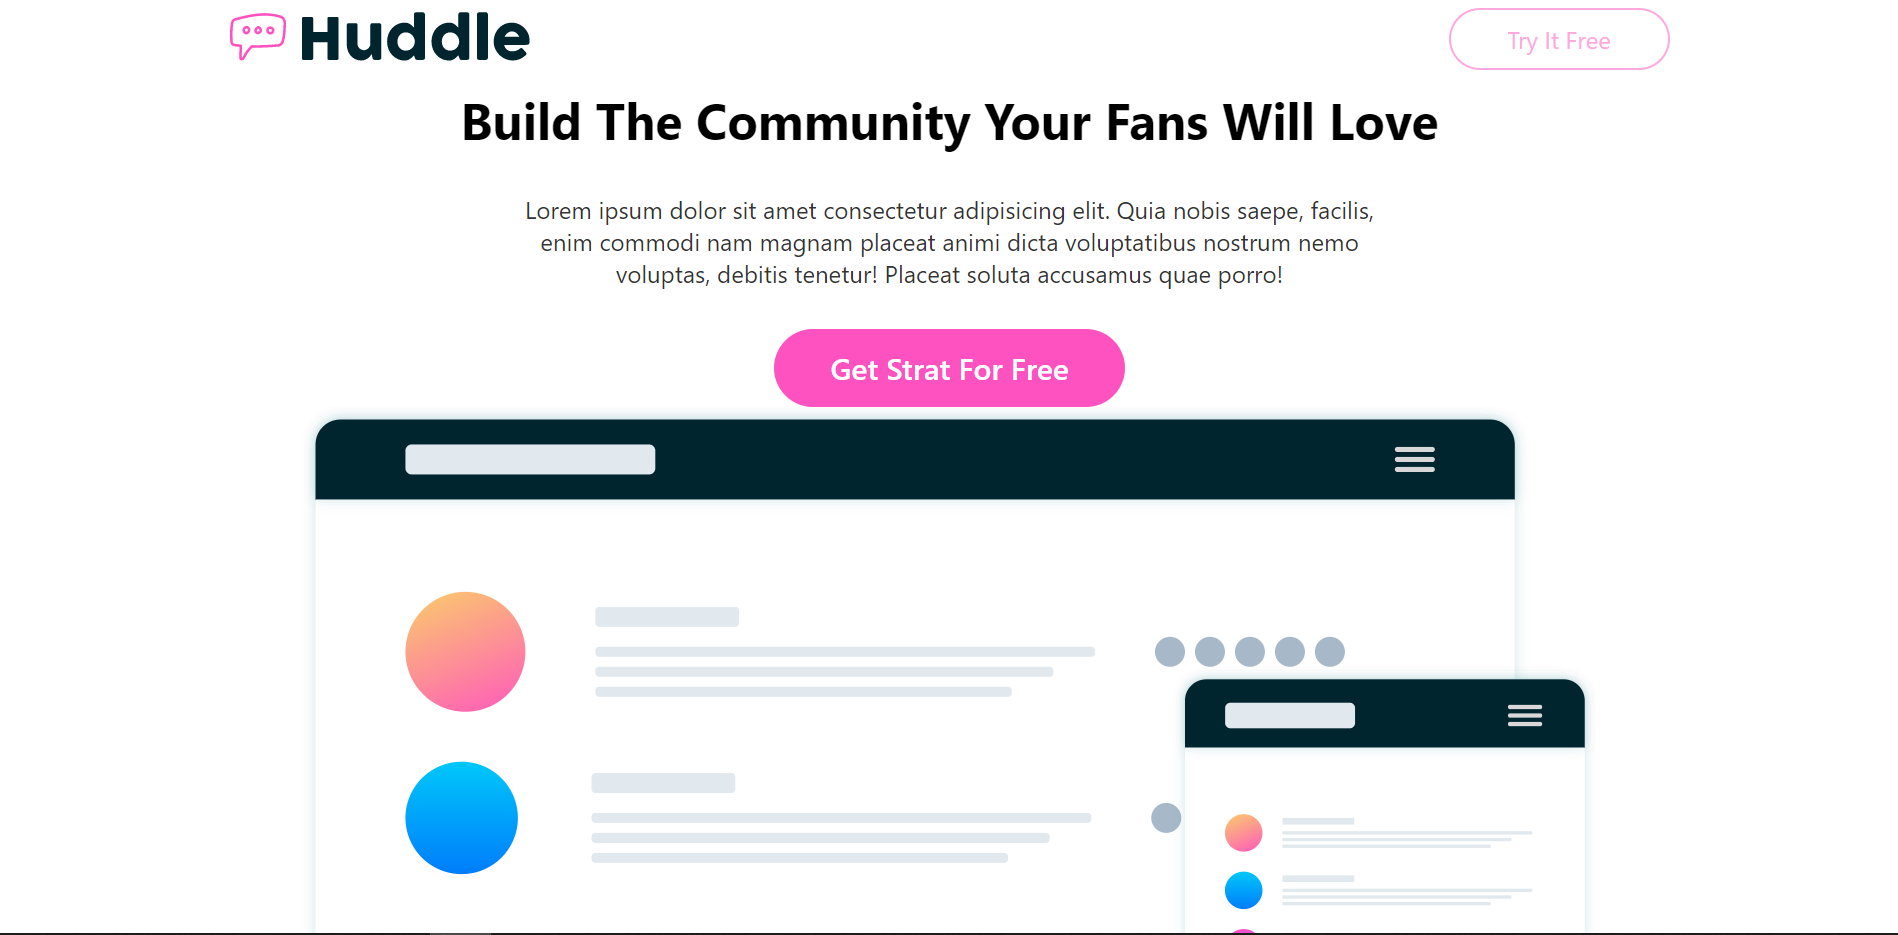 Huddle
Try It Free
Build The Community Your Fans Will Love
Lorem ipsum dolor sit amet consectetur adipisicing elit. Quia nobis saepe, facilis,
enim commodi nam magnam placeat animi dicta voluptatibus nostrum nemo
voluptas, debitis tenetur! Placeat soluta accusamus quae porro!
Get Strat For Free